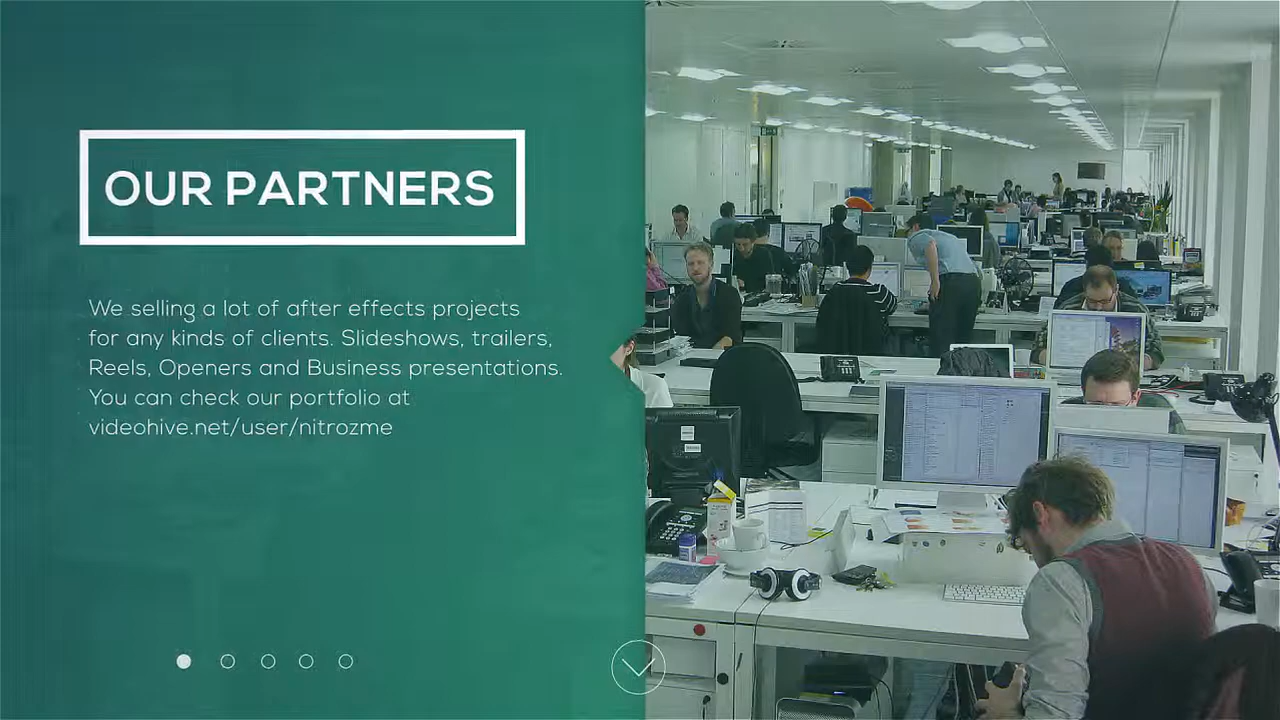 OUR PARTNERS
We selling a lot of after effects projects
for any kinds of clients. Slideshows, trailers,
Reels, Openers and Business presentations.
You can check our portfolio at
videohive.net/user/nitrozme